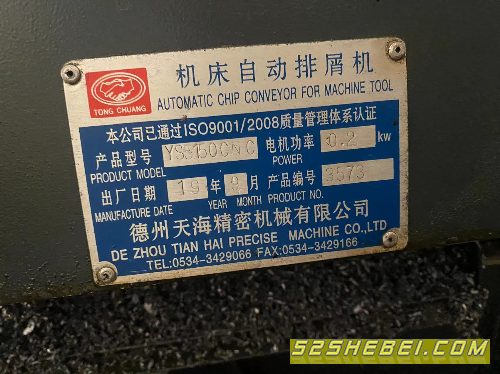 机床自动排屑机
TONG CHUANG
AUTOMATIC CHIP CONVEYOR FOR MACHINE TOOL
本公司已通过ISO9001/2008质量管理体系认证
产品型号 YS3150CNC 电机功率 0.2 kw
PRODUCT MODEL POWER
出厂日期 19 年 9 月 产品编号 3573
MANUFACTURE DATE YEAR MONTH PRODUCT NO
德州天海精密机械有限公司
DE ZHOU TIAN HAI PRECISE MACHINE CO.,LTD
TEL:0534-3429066 FAX:0534-3429166
52SHEBEI.COM